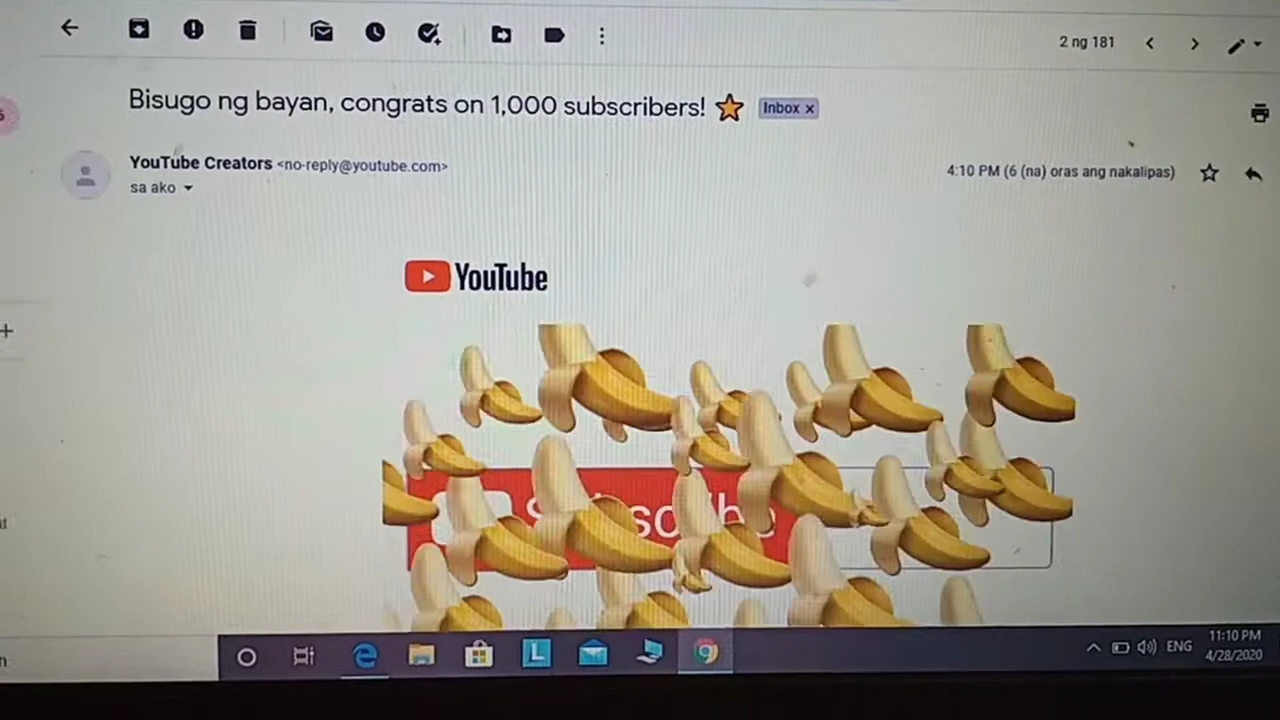 2 ng 181
Bisugo ng bayan, congrats on 1,000 subscribers!
Inbox ×
YouTube Creators <no-reply@youtube.com>
4:10 PM (6 (na) oras ang nakalipas)
sa ako
YouTube
Subscribe
L
ENG
11:10 PM
4/28/2020